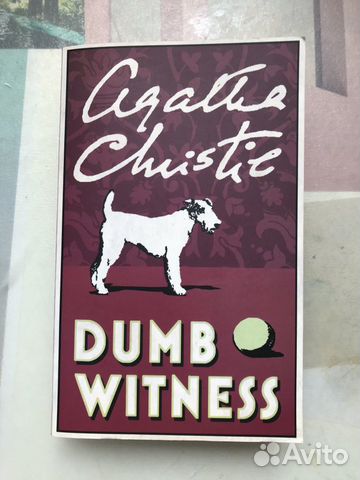 Agatha
Christie
DUMB
WITNESS
Avito